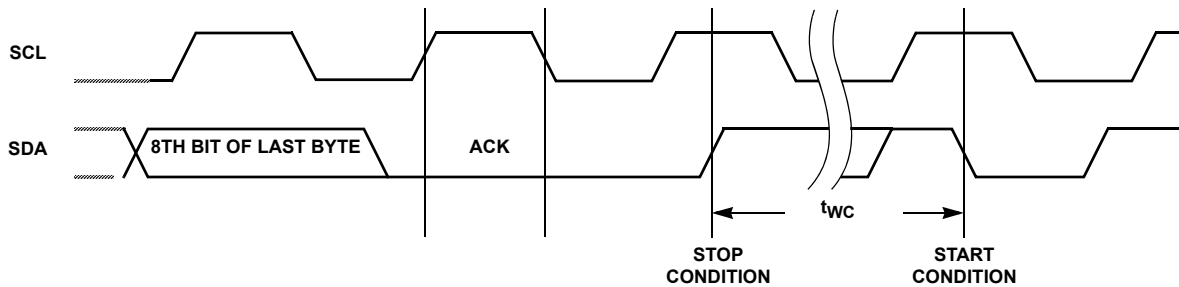 SCL
SDA
8TH BIT OF LAST BYTE
ACK
tWC
STOP
CONDITION
START
CONDITION